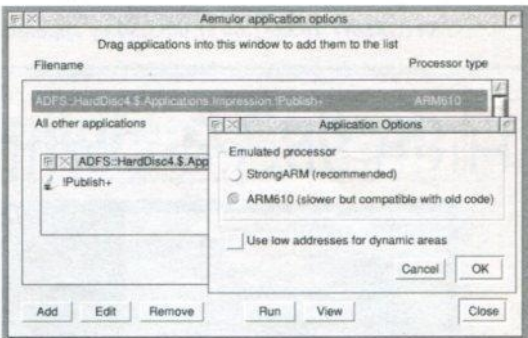 Aemulor application options
Drag applications into this window to add them to the list
Filename Processor type
ADFS::HardDisc4.$.Applications.Impression.!Publish+ ARM610
All other applications
ADFS::HardDisc4.$.App
!Publish+
Application Options
Emulated processor
StrongARM (recommended)
ARM610 (slower but compatible with old code)
Use low addresses for dynamic areas
Cancel OK
Add Edit Remove Run View Close